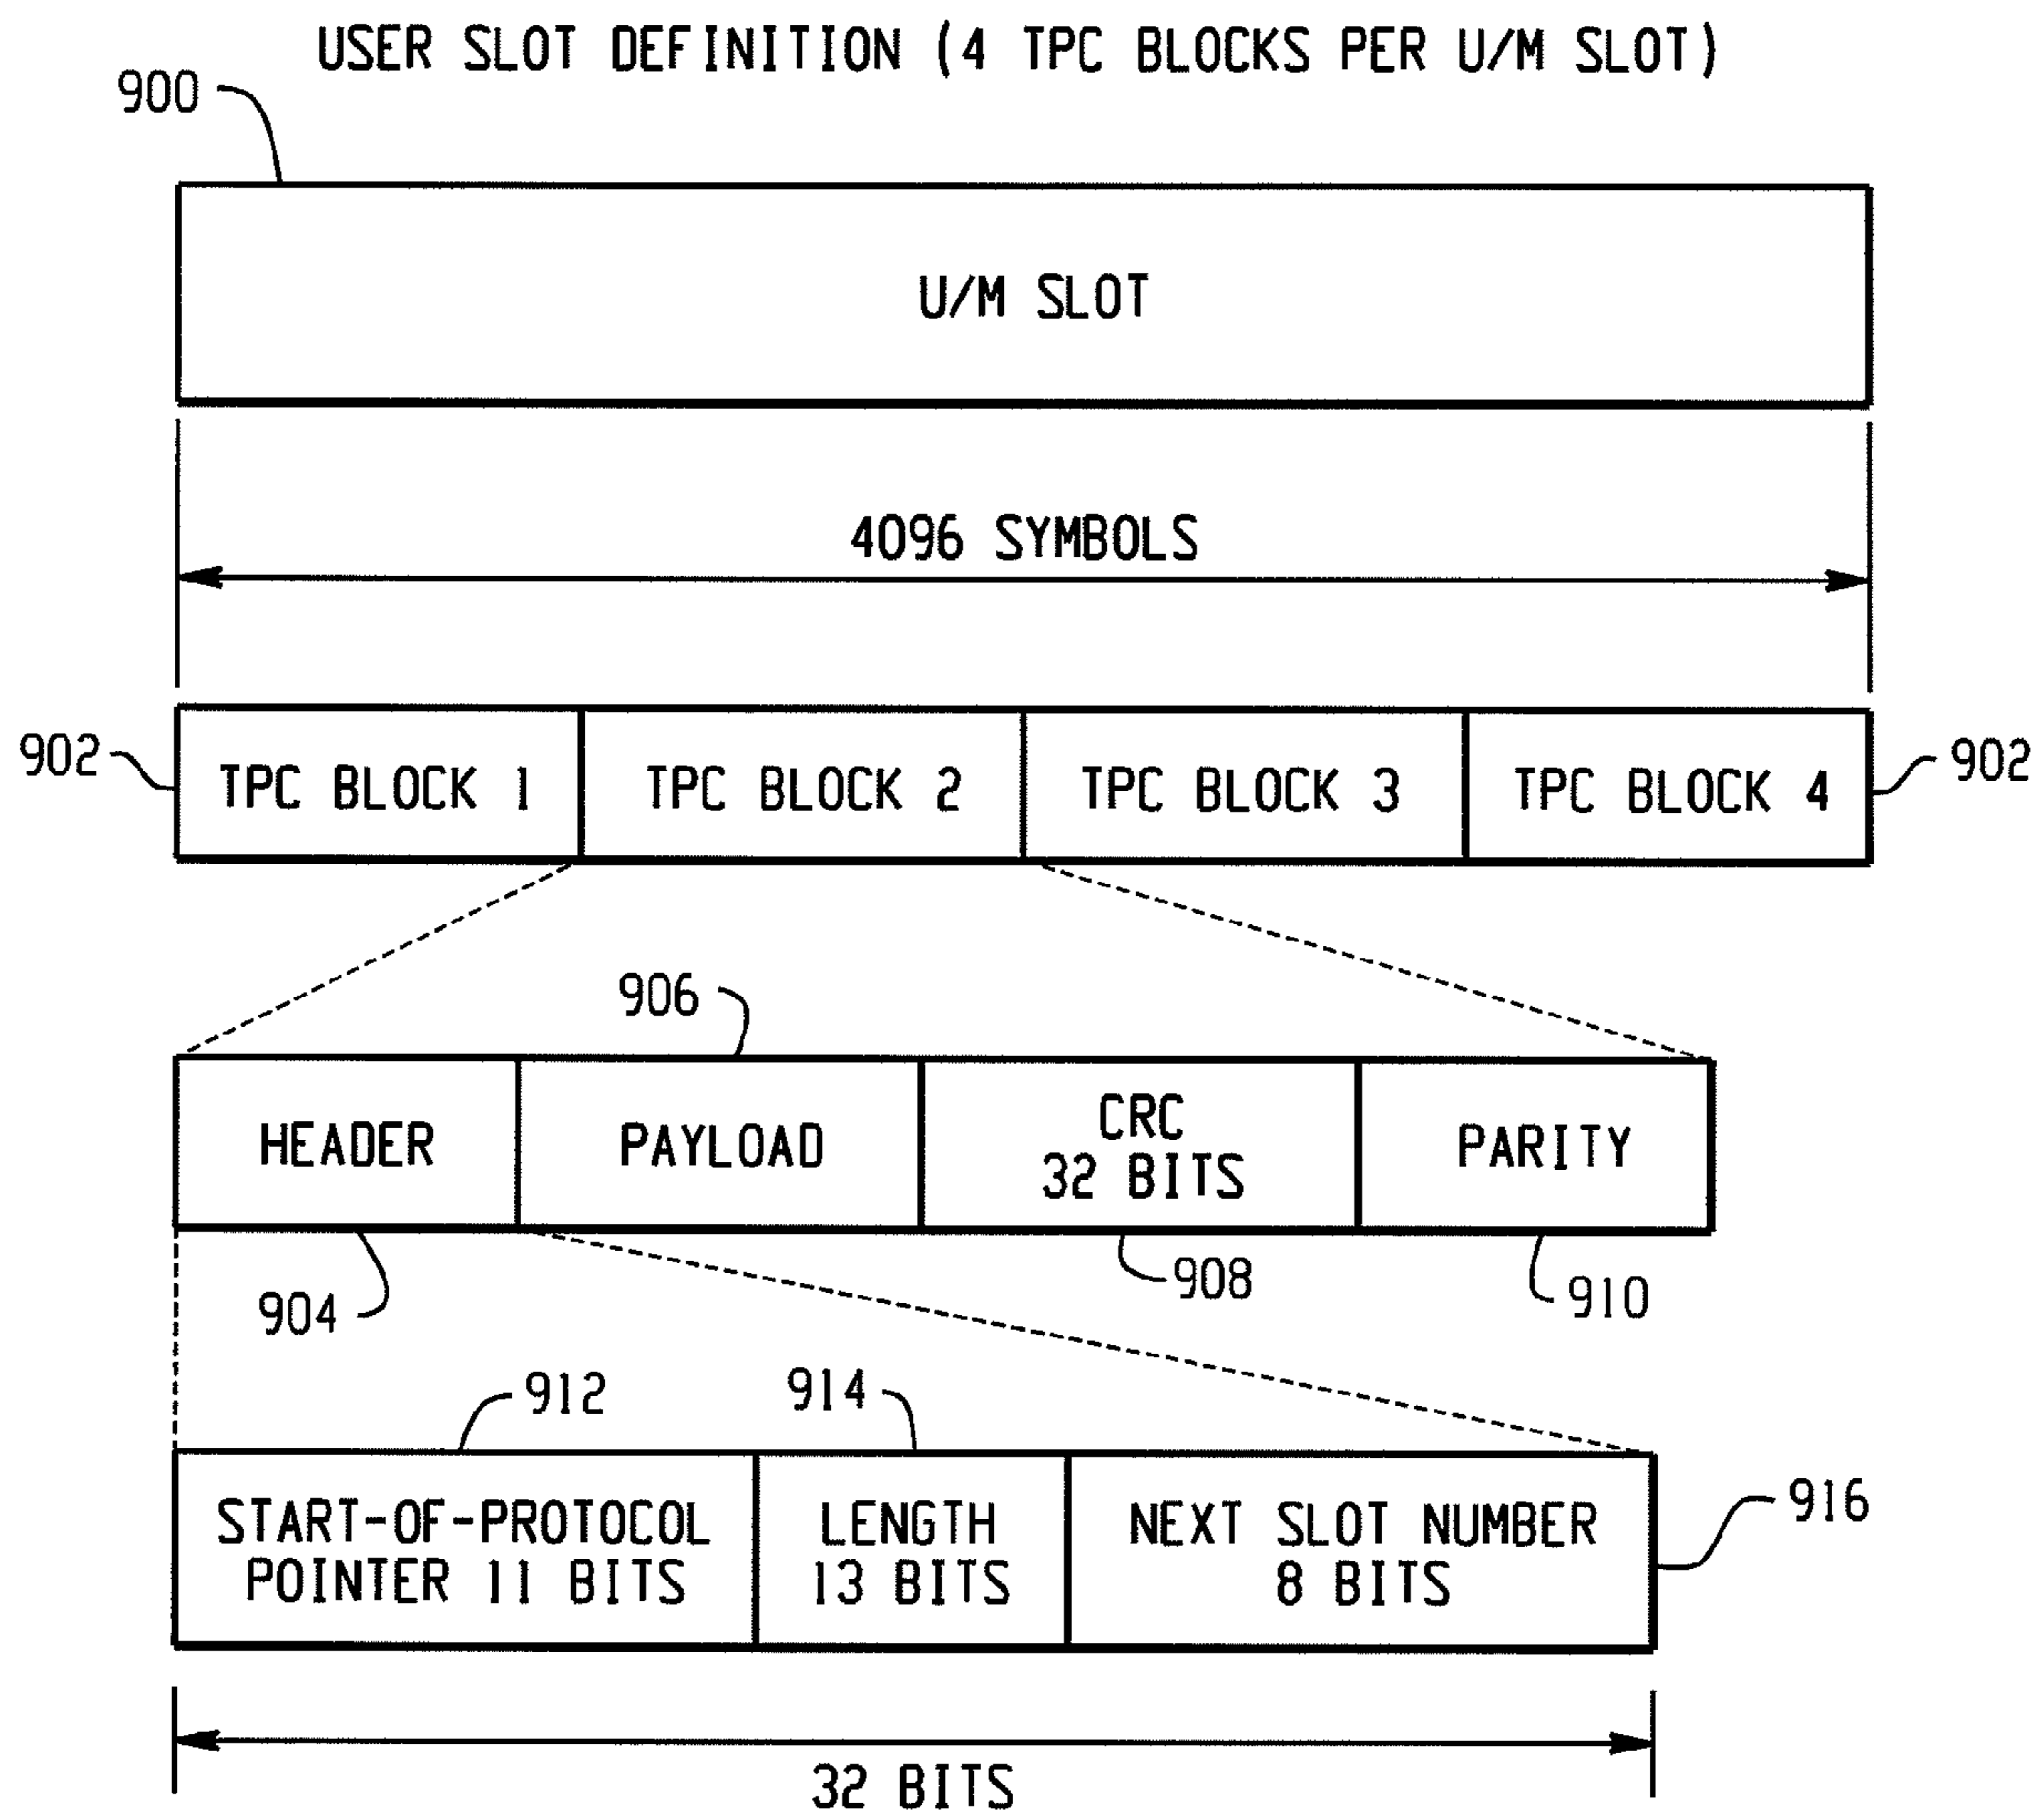 USER SLOT DEFINITION (4 TPC BLOCKS PER U/M SLOT)
900
U/M SLOT
4096 SYMBOLS
902
TPC BLOCK 1
TPC BLOCK 2
TPC BLOCK 3
TPC BLOCK 4
902
906
HEADER
PAYLOAD
CRC
32 BITS
PARITY
904
908
910
912
914
START-OF-PROTOCOL
POINTER 11 BITS
LENGTH
13 BITS
NEXT SLOT NUMBER
8 BITS
916
32 BITS